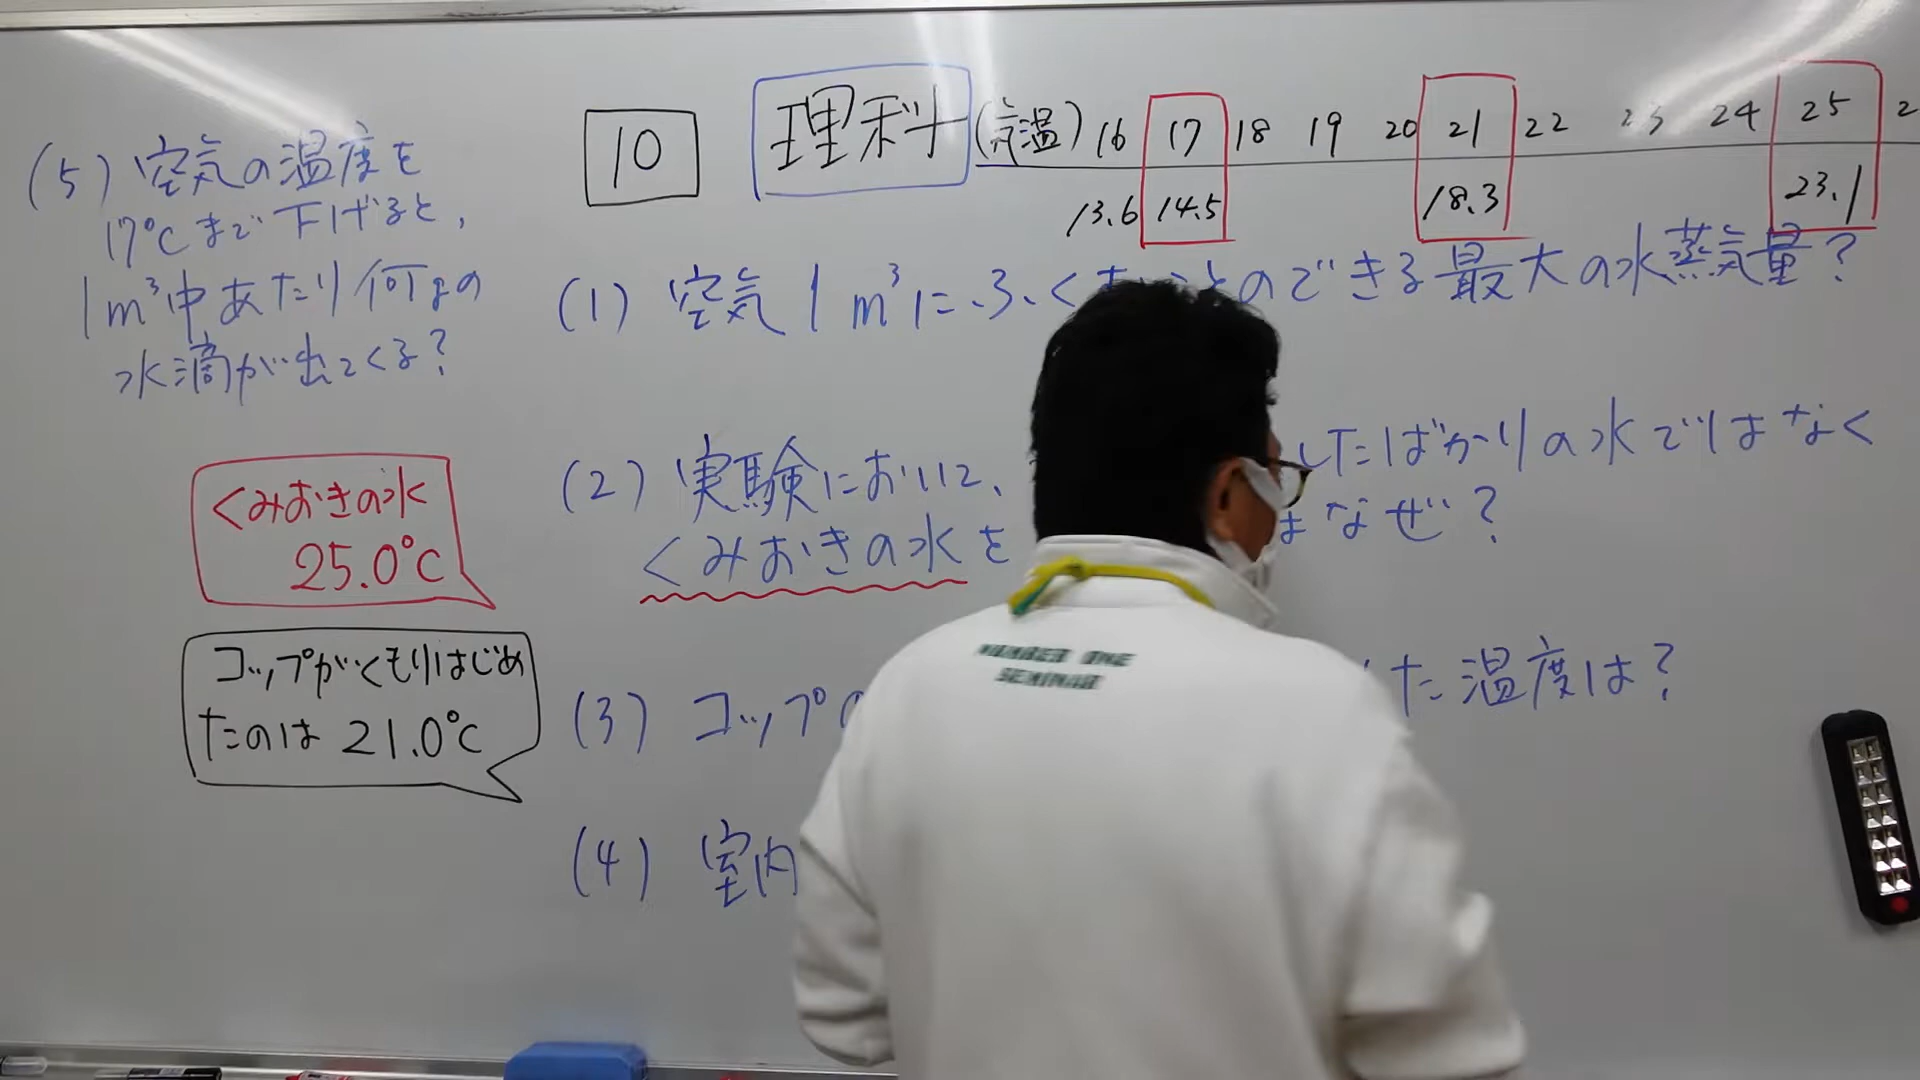 10 理科
(気温) 16 17 18 19 20 21 22 23 24 25 2
13.6 14.5 18.3 23.1
(1) 空気1m³にふく とのできる最大の水蒸気量?
(2) 実験において、 したばかりの水ではなく
くみおきの水を はなぜ?
(3) コップの した温度は?
(4) 室内
(5) 空気の温度を
17℃まで下げると,
1m³中あたり何gの
水滴が出てくる?
くみおきの水
25.0℃
コップがくもりはじめ
たのは 21.0℃
NUMBER ONE
SEMINAR